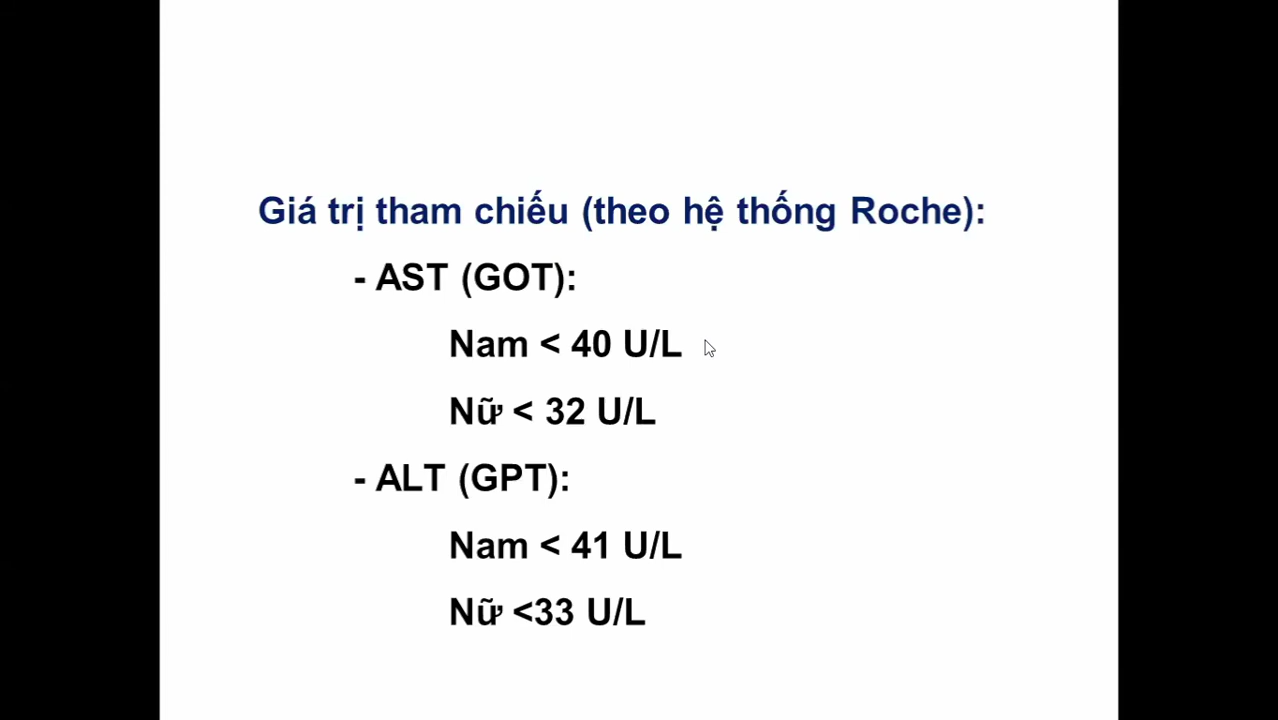 Giá trị tham chiếu (theo hệ thống Roche):
- AST (GOT):
Nam < 40 U/L
Nữ < 32 U/L
- ALT (GPT):
Nam < 41 U/L
Nữ <33 U/L